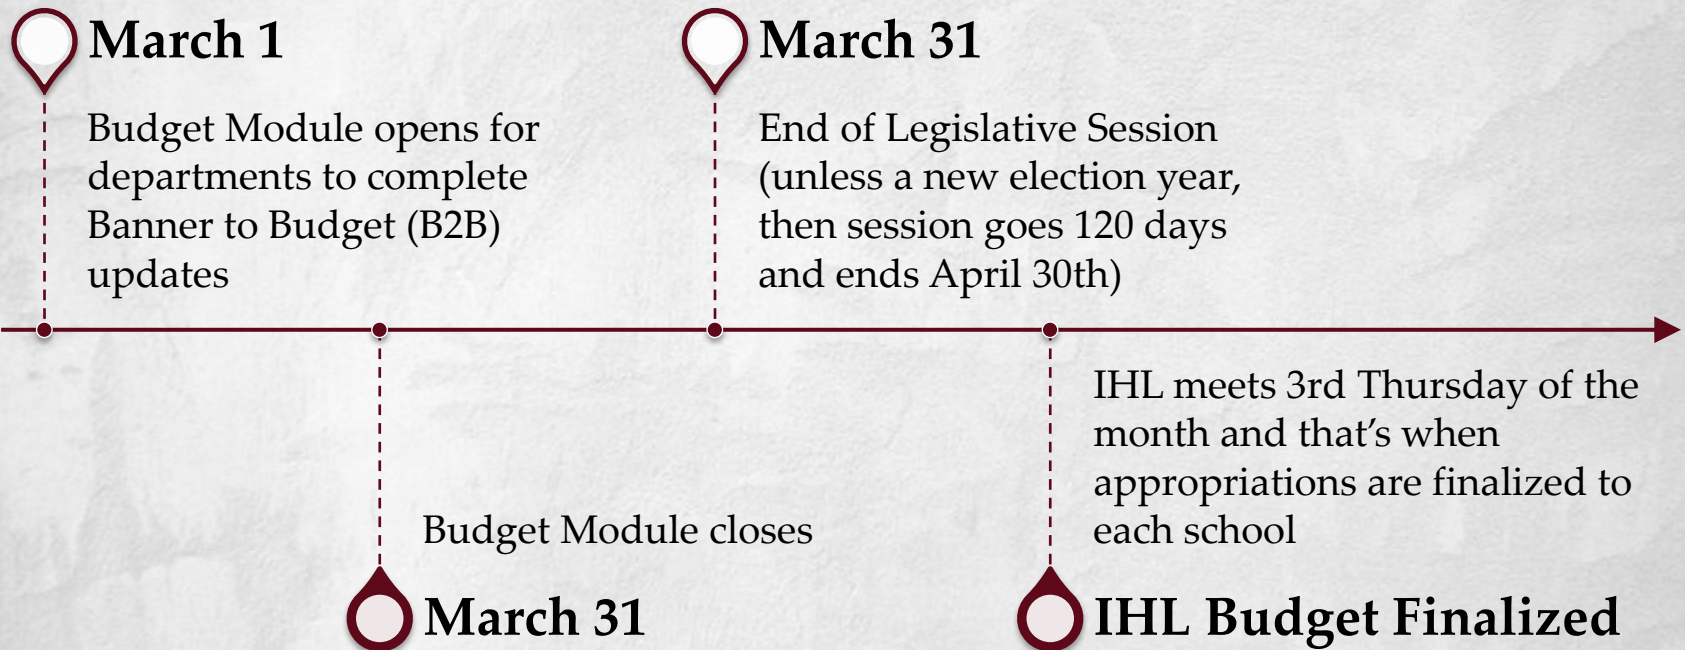 March 1
Budget Module opens for
departments to complete
Banner to Budget (B2B)
updates
March 31
End of Legislative Session
(unless a new election year,
then session goes 120 days
and ends April 30th)
Budget Module closes
March 31
IHL meets 3rd Thursday of the
month and that’s when
appropriations are finalized to
each school
IHL Budget Finalized